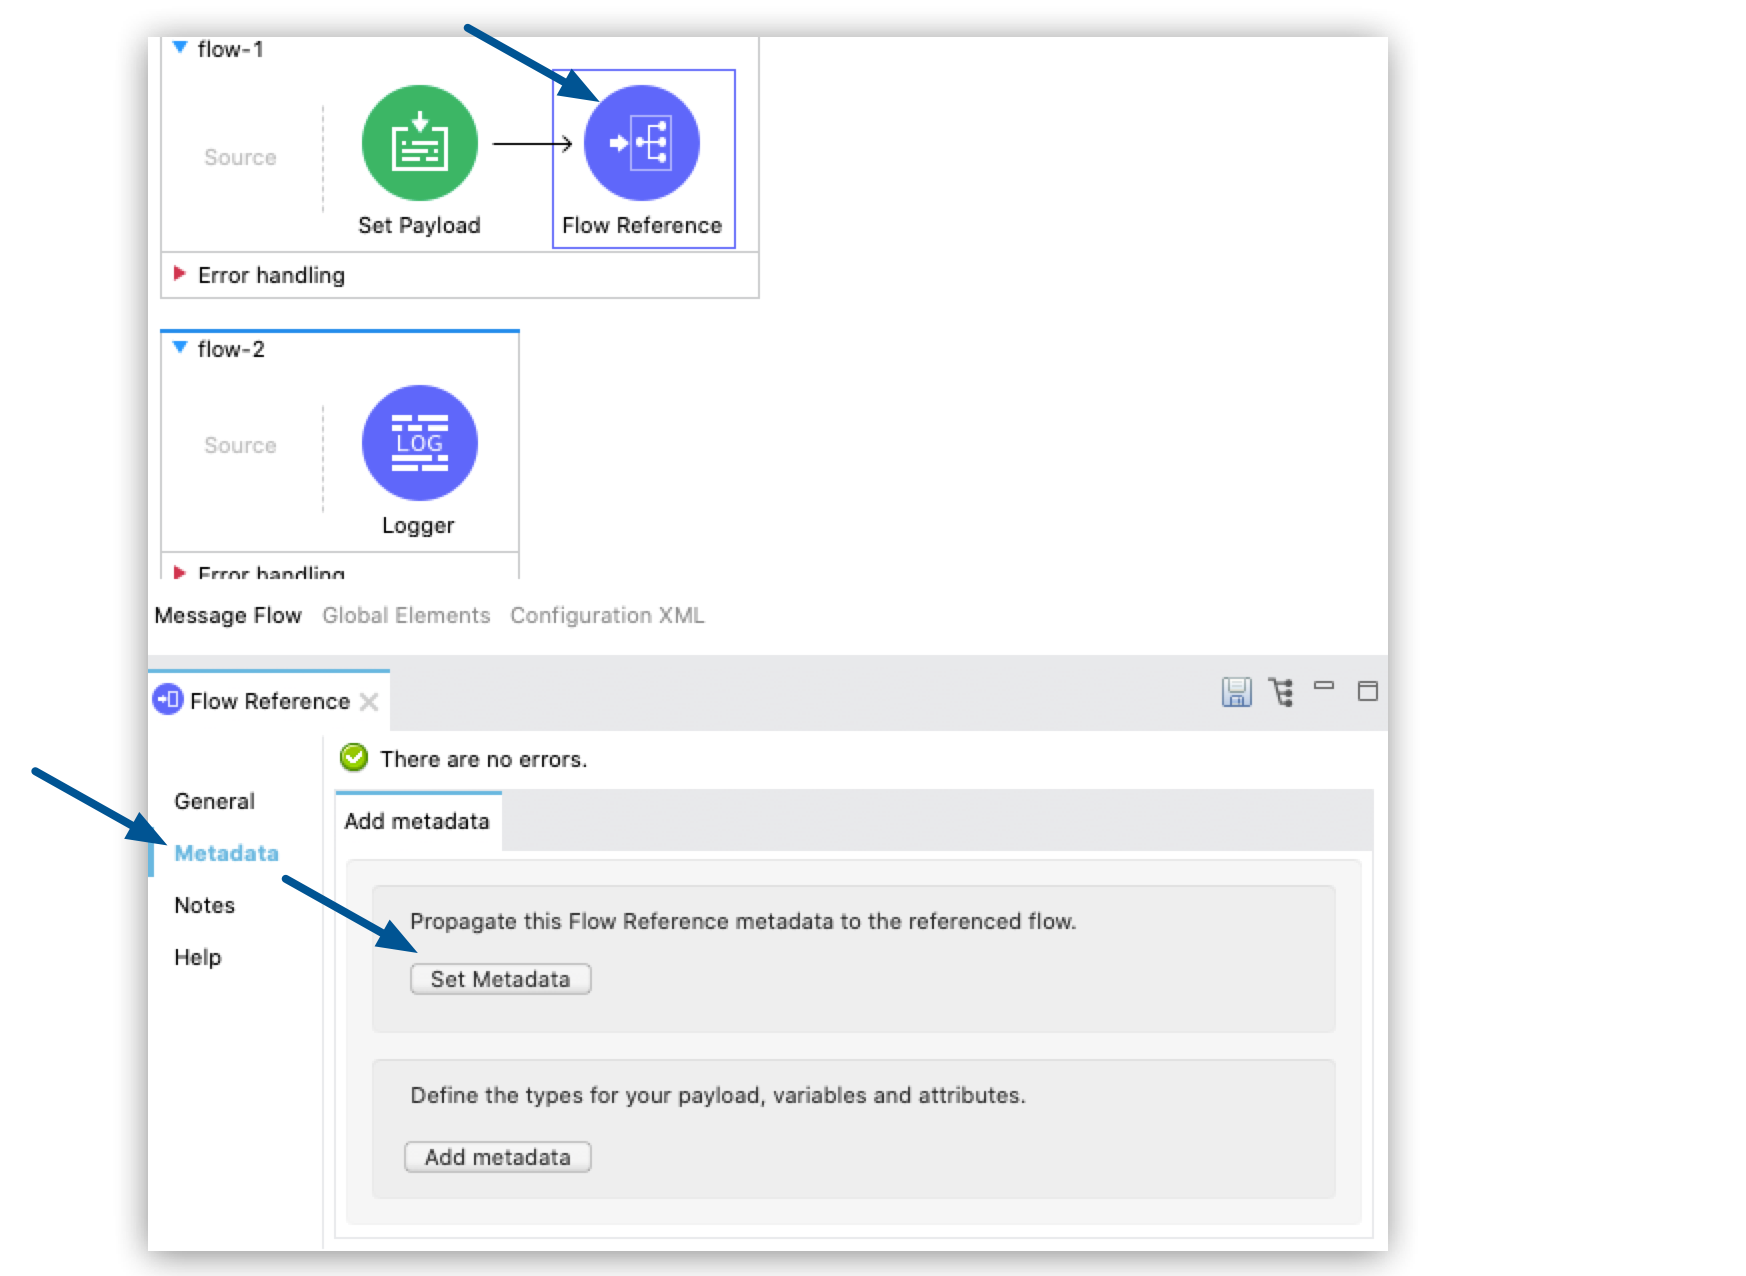 flow-1
Source
Set Payload
Flow Reference
Error handling
flow-2
Source
LOG
Logger
Error handling
Message Flow Global Elements Configuration XML
Flow Reference
There are no errors.
General
Metadata
Notes
Help
Add metadata
Propagate this Flow Reference metadata to the referenced flow.
Set Metadata
Define the types for your payload, variables and attributes.
Add metadata